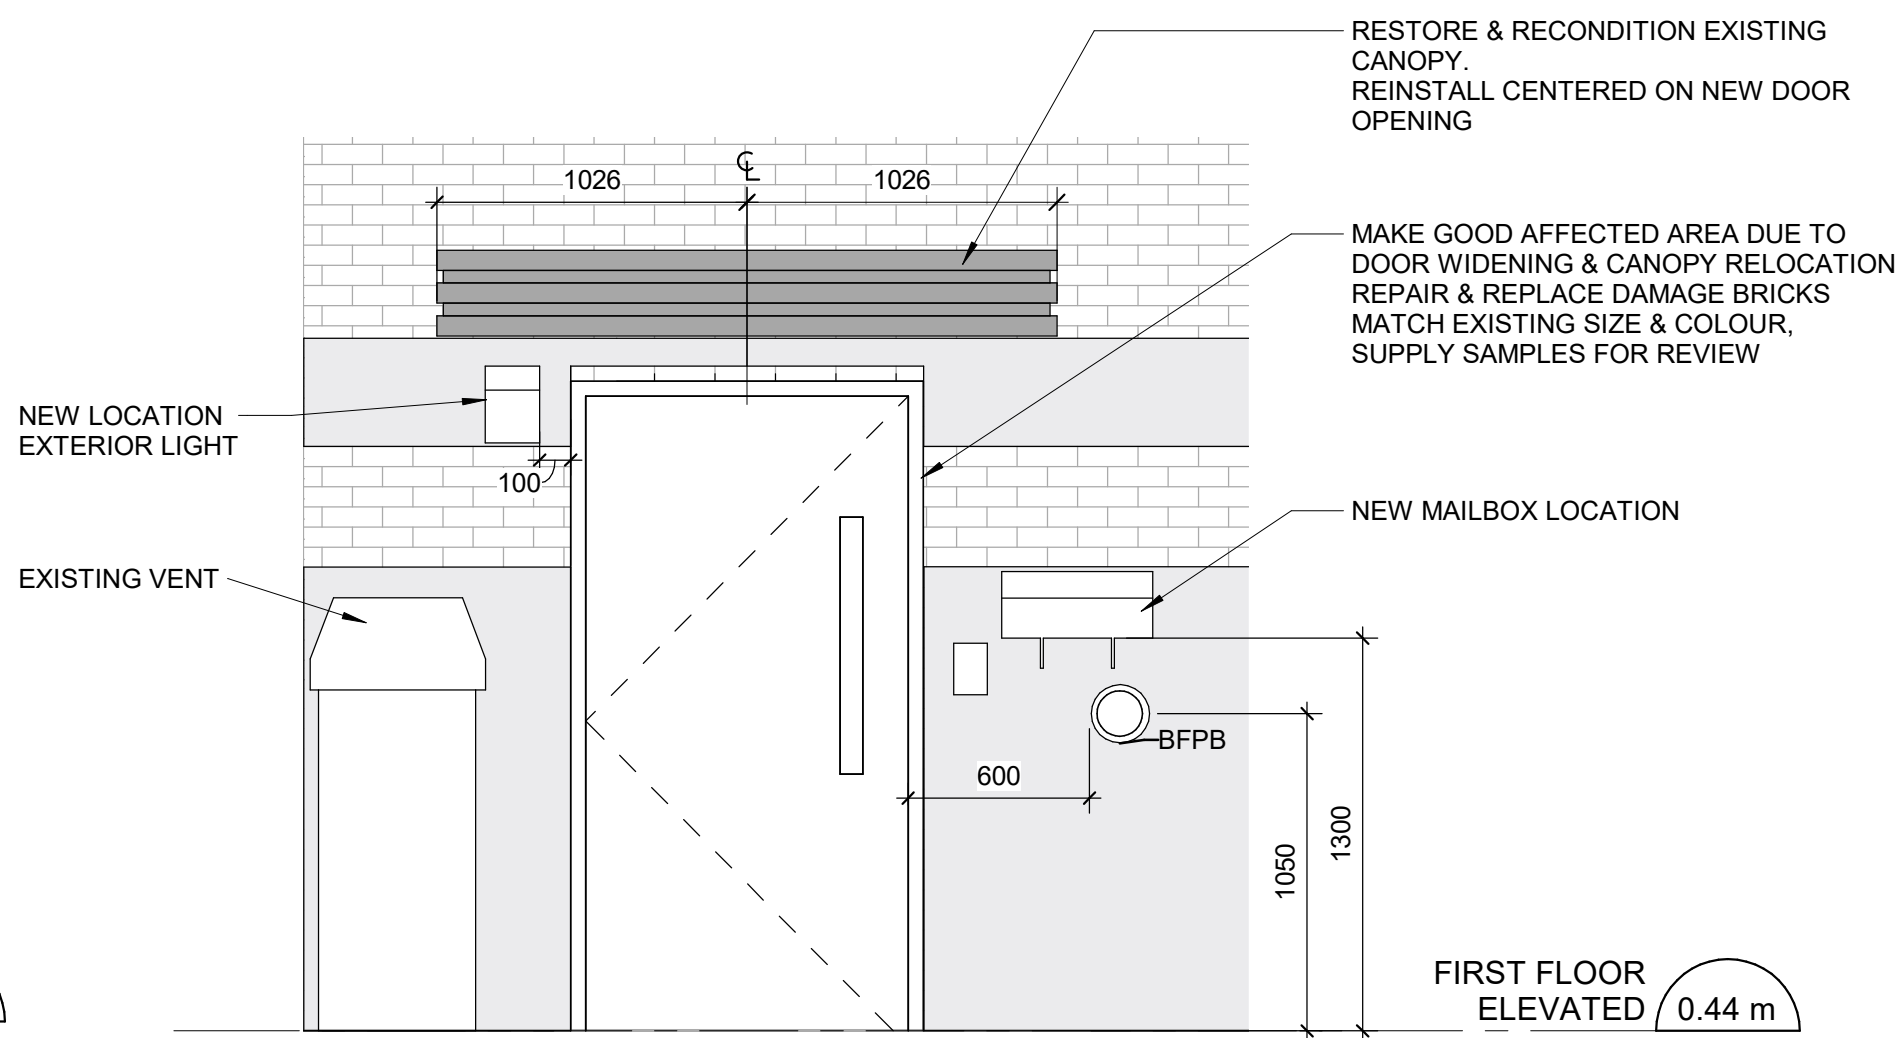 RESTORE & RECONDITION EXISTING
CANOPY.
REINSTALL CENTERED ON NEW DOOR
OPENING
℄
1026
1026
MAKE GOOD AFFECTED AREA DUE TO
DOOR WIDENING & CANOPY RELOCATION
REPAIR & REPLACE DAMAGE BRICKS
MATCH EXISTING SIZE & COLOUR,
SUPPLY SAMPLES FOR REVIEW
NEW LOCATION
EXTERIOR LIGHT
100
NEW MAILBOX LOCATION
EXISTING VENT
BFPB
600
1050
1300
FIRST FLOOR
ELEVATED
0.44 m